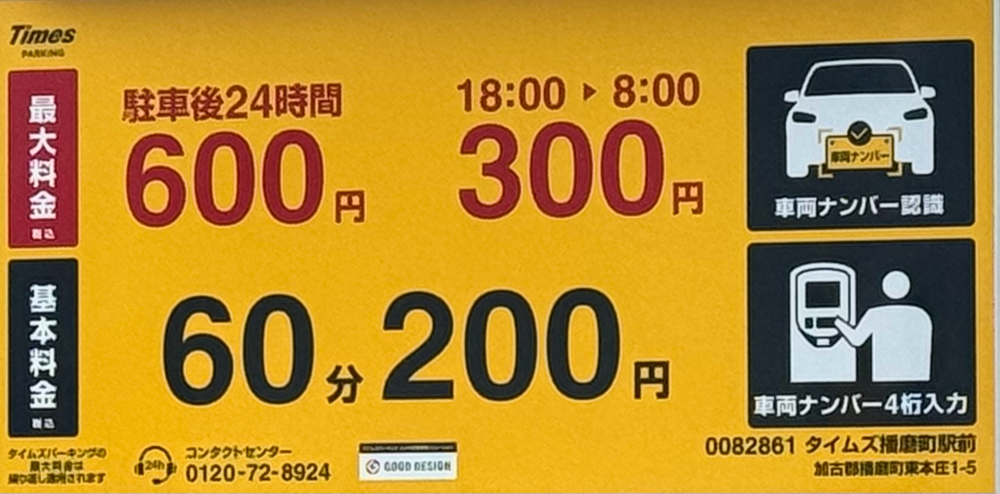 Times
PARKING
最大料金
税込
駐車後24時間
600円
18:00 ▶ 8:00
300円
車両ナンバー
車両ナンバー認識
基本料金
税込
60分 200円
車両ナンバー4桁入力
タイムズパーキングの
最大料金は
繰り返し適用されます
24h
コンタクトセンター
0120-72-8924
GOOD DESIGN
0082861 タイムズ播磨町駅前
加古郡播磨町東本庄1-5